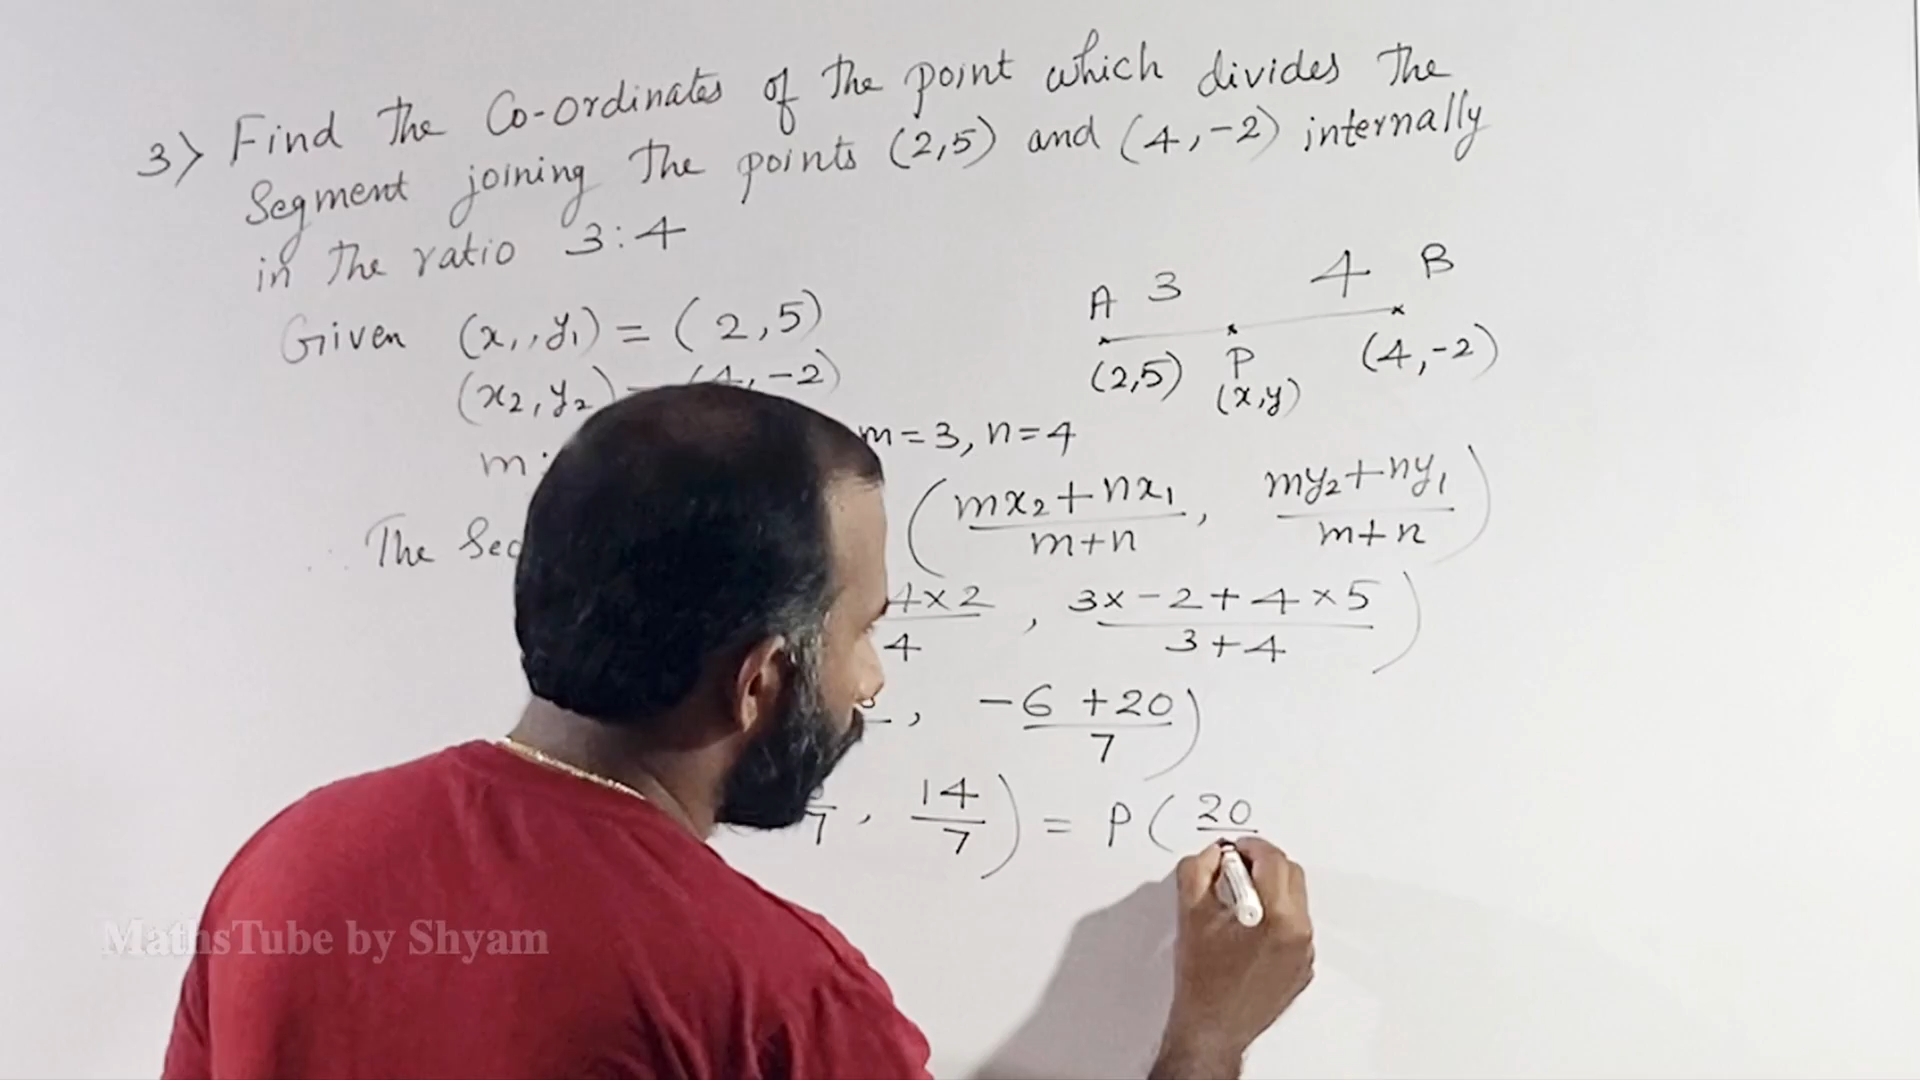 3) Find the Co-ordinates of the point which divides the
Segment joining the points (2,5) and (4,-2) internally
in the ratio 3:4
A 3 4 B
(2,5) P (4,-2)
(x,y)
Given (x1,y1) = (2,5)
(x2,y2) = (4,-2)
m: m=3, n=4
The (mx2+nx1/m+n, my2+ny1/m+n)
4×2/4, 3×-2+4×5/3+4)
, -6+20/7)
7, 14/7) = P(20
MathsTube by Shyam